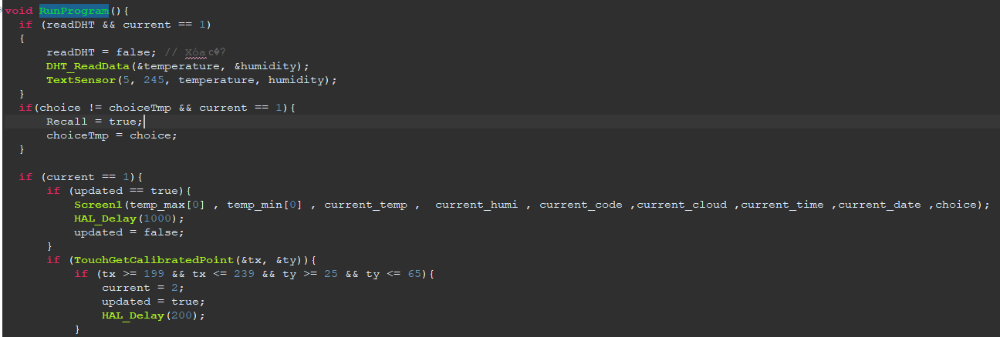 void RunProgram(){
if (readDHT && current == 1)
{
readDHT = false; // Xóa c�?
DHT_ReadData(&temperature, &humidity);
TextSensor(5, 245, temperature, humidity);
}
if(choice != choiceTmp && current == 1){
Recall = true;
choiceTmp = choice;
}
if (current == 1){
if (updated == true){
Screen1(temp_max[0] , temp_min[0] , current_temp ,  current_humi , current_code ,current_cloud ,current_time ,current_date ,choice);
HAL_Delay(1000);
updated = false;
}
if (TouchGetCalibratedPoint(&tx, &ty)){
if (tx >= 199 && tx <= 239 && ty >= 25 && ty <= 65){
current = 2;
updated = true;
HAL_Delay(200);
}